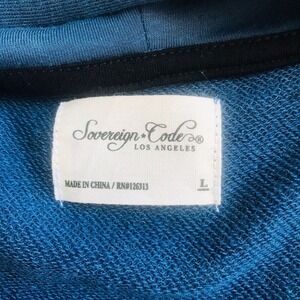 Sovereign Code®
LOS ANGELES
L
MADE IN CHINA / RN#126313